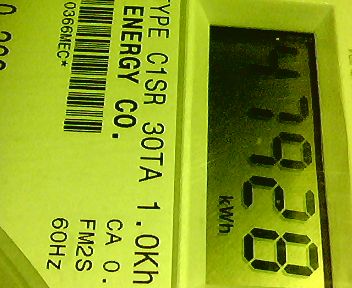 47928
kWh
TYPE C1SR 30TA 1.0Kh
ENERGY CO.
CA 0.
FM2S
60Hz
0366MEC*